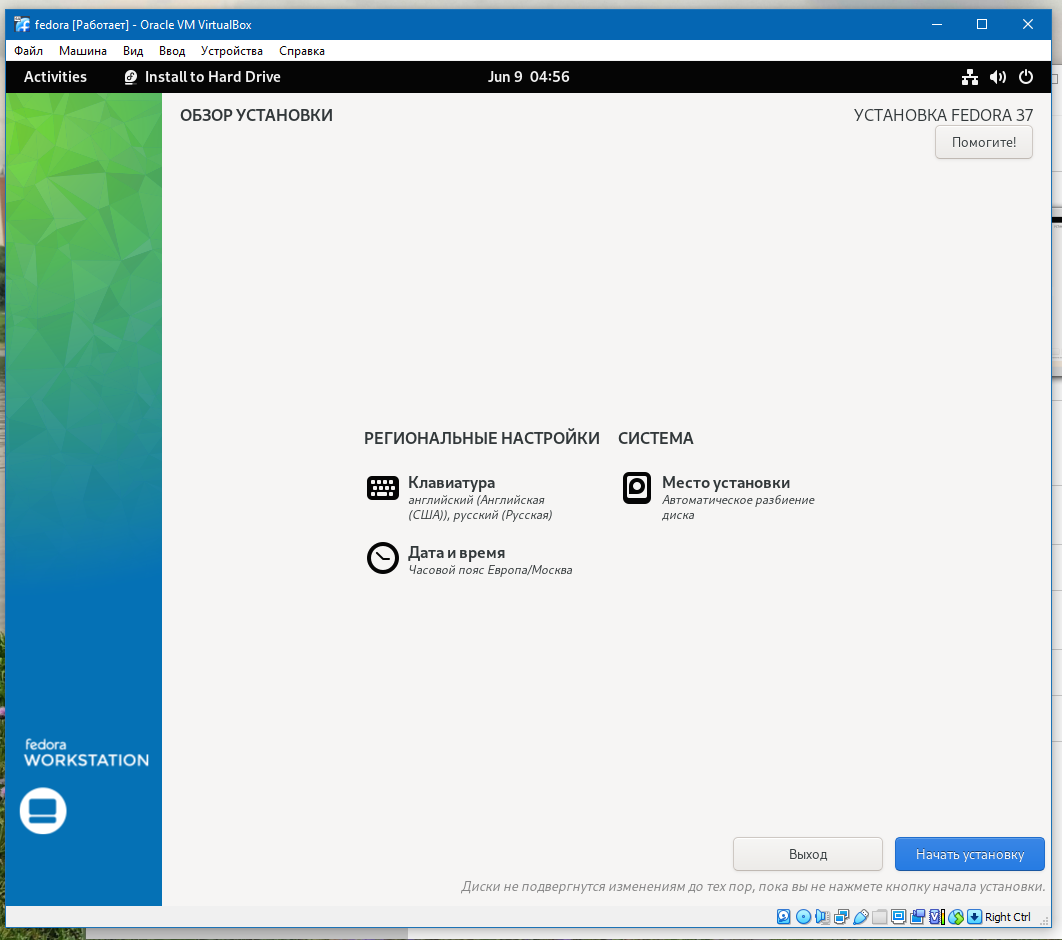 fedora [Работает] - Oracle VM VirtualBox
Файл Машина Вид Ввод Устройства Справка
Activities Install to Hard Drive Jun 9 04:56
ОБЗОР УСТАНОВКИ
УСТАНОВКА FEDORA 37
Помогите!
РЕГИОНАЛЬНЫЕ НАСТРОЙКИ
Клавиатура
английский (Английская
(США)), русский (Русская)
Дата и время
Часовой пояс Европа/Москва
СИСТЕМА
Место установки
Автоматическое разбиение
диска
fedora
WORKSTATION
Выход
Начать установку
Диски не подвергнутся изменениям до тех пор, пока вы не нажмете кнопку начала установки.
Right Ctrl